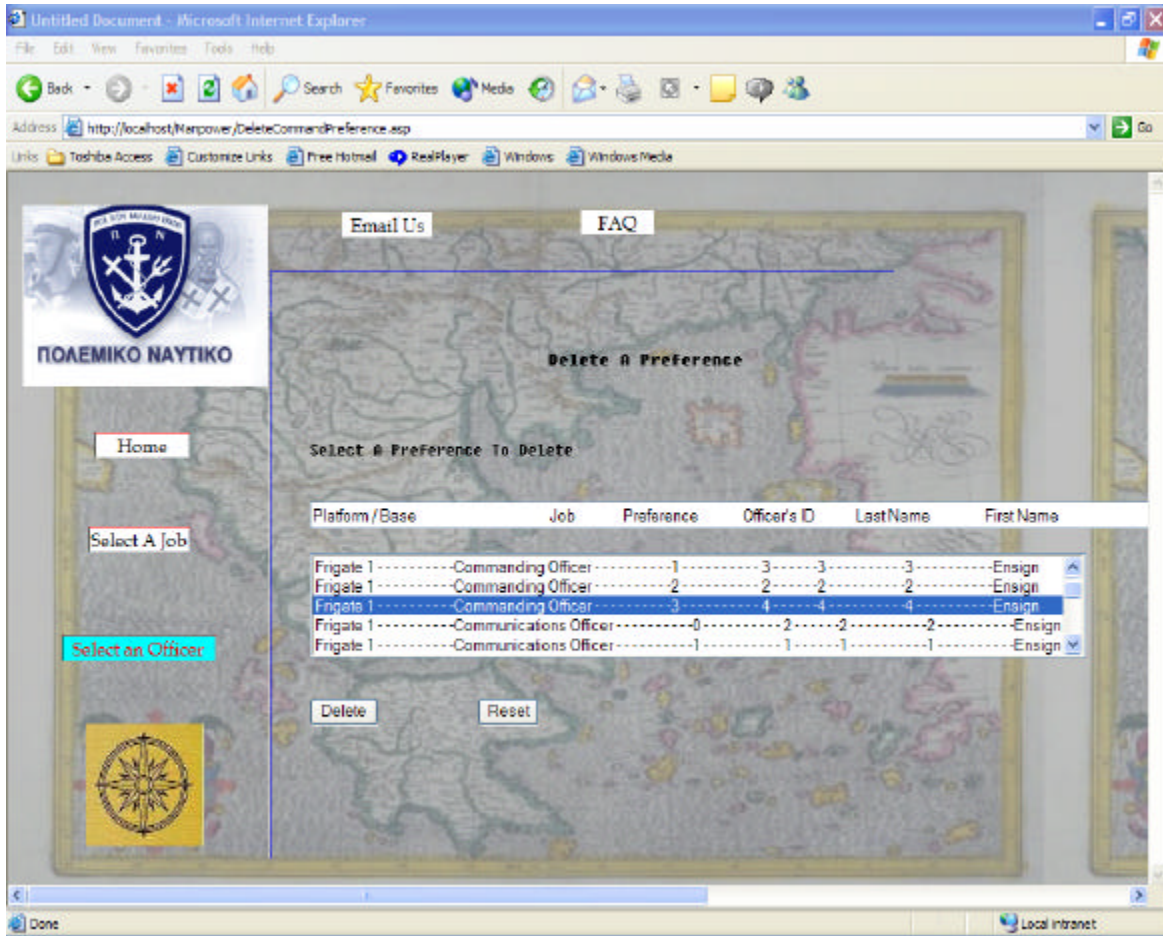 Untitled Document - Microsoft Internet Explorer
File Edit View Favorites Tools Help
Back Search Favorites Media
Address http://localhost/Manpower/DeleteCommandPreference.asp Go
Links Toshiba Access Customize Links Free Hotmail RealPlayer Windows Windows Media
Email Us FAQ
Π Ν
ΠΟΛΕΜΙΚΟ ΝΑΥΤΙΚΟ
Delete A Preference
Home
Select A Preference To Delete
Platform / Base Job Preference Officer's ID Last Name First Name
Select A Job
Frigate 1-----------Commanding Officer-----------1-----------3------3-----------3-----------Ensign
Frigate 1-----------Commanding Officer-----------2-----------2------2-----------2-----------Ensign
Frigate 1-----------Commanding Officer-----------3-----------4------4-----------4-----------Ensign
Frigate 1-----------Communications Officer-----------0-----------2------2-----------2-----------Ensign
Frigate 1-----------Communications Officer-----------1-----------1------1-----------1-----------Ensign
Select an Officer
Delete Reset
Done Local intranet